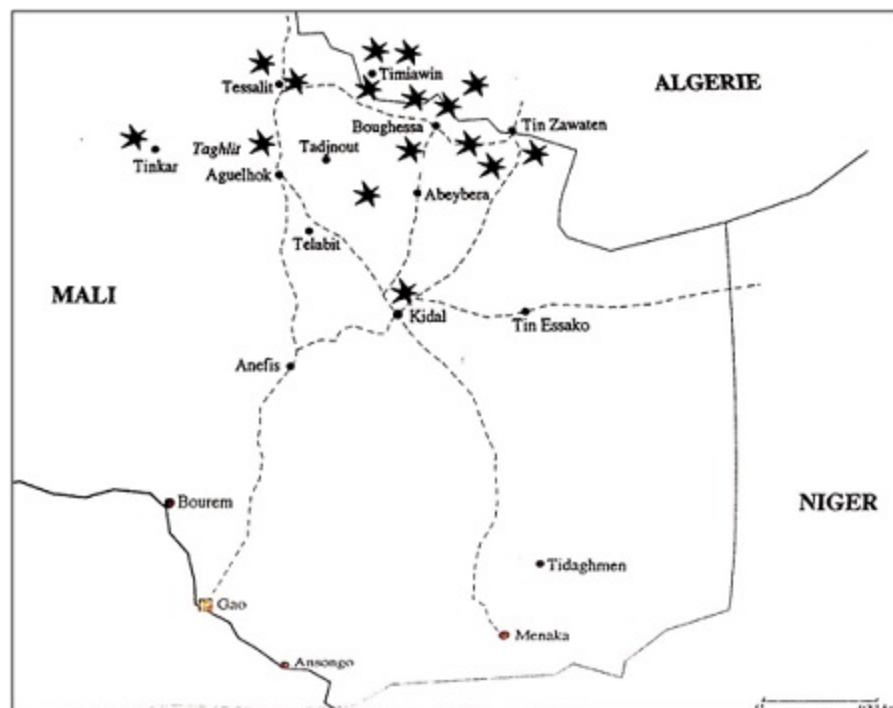 Timiawin
ALGERIE
Tessalit
Boughessa
Tin Zawaten
Taghlit
Tadjnout
Tinkar
Aguelhok
Abeybera
Telabit
MALI
Kidal
Tin Essako
Anefis
Bourem
NIGER
Tidaghmen
Gao
Menaka
Ansongo